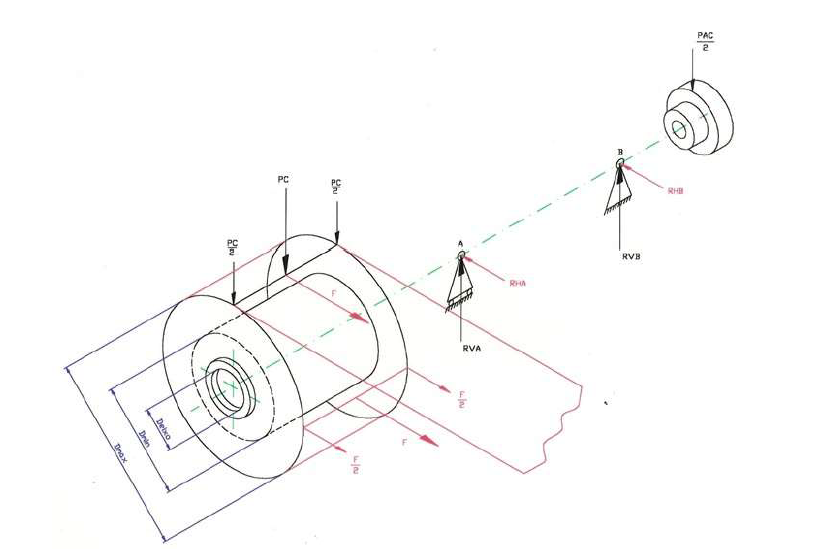 PAC
2
B
RHB
RVB
PC
PC
2
PC
2
A
RHA
RVA
F
F
2
F
F
2
Deixo
Dmin
Dmax